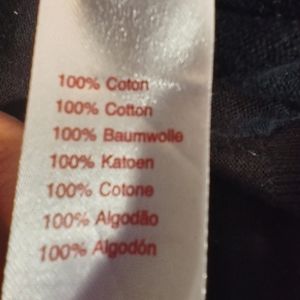 100% Coton
100% Cotton
100% Baumwolle
100% Katoen
100% Cotone
100% Algodão
100% Algodón